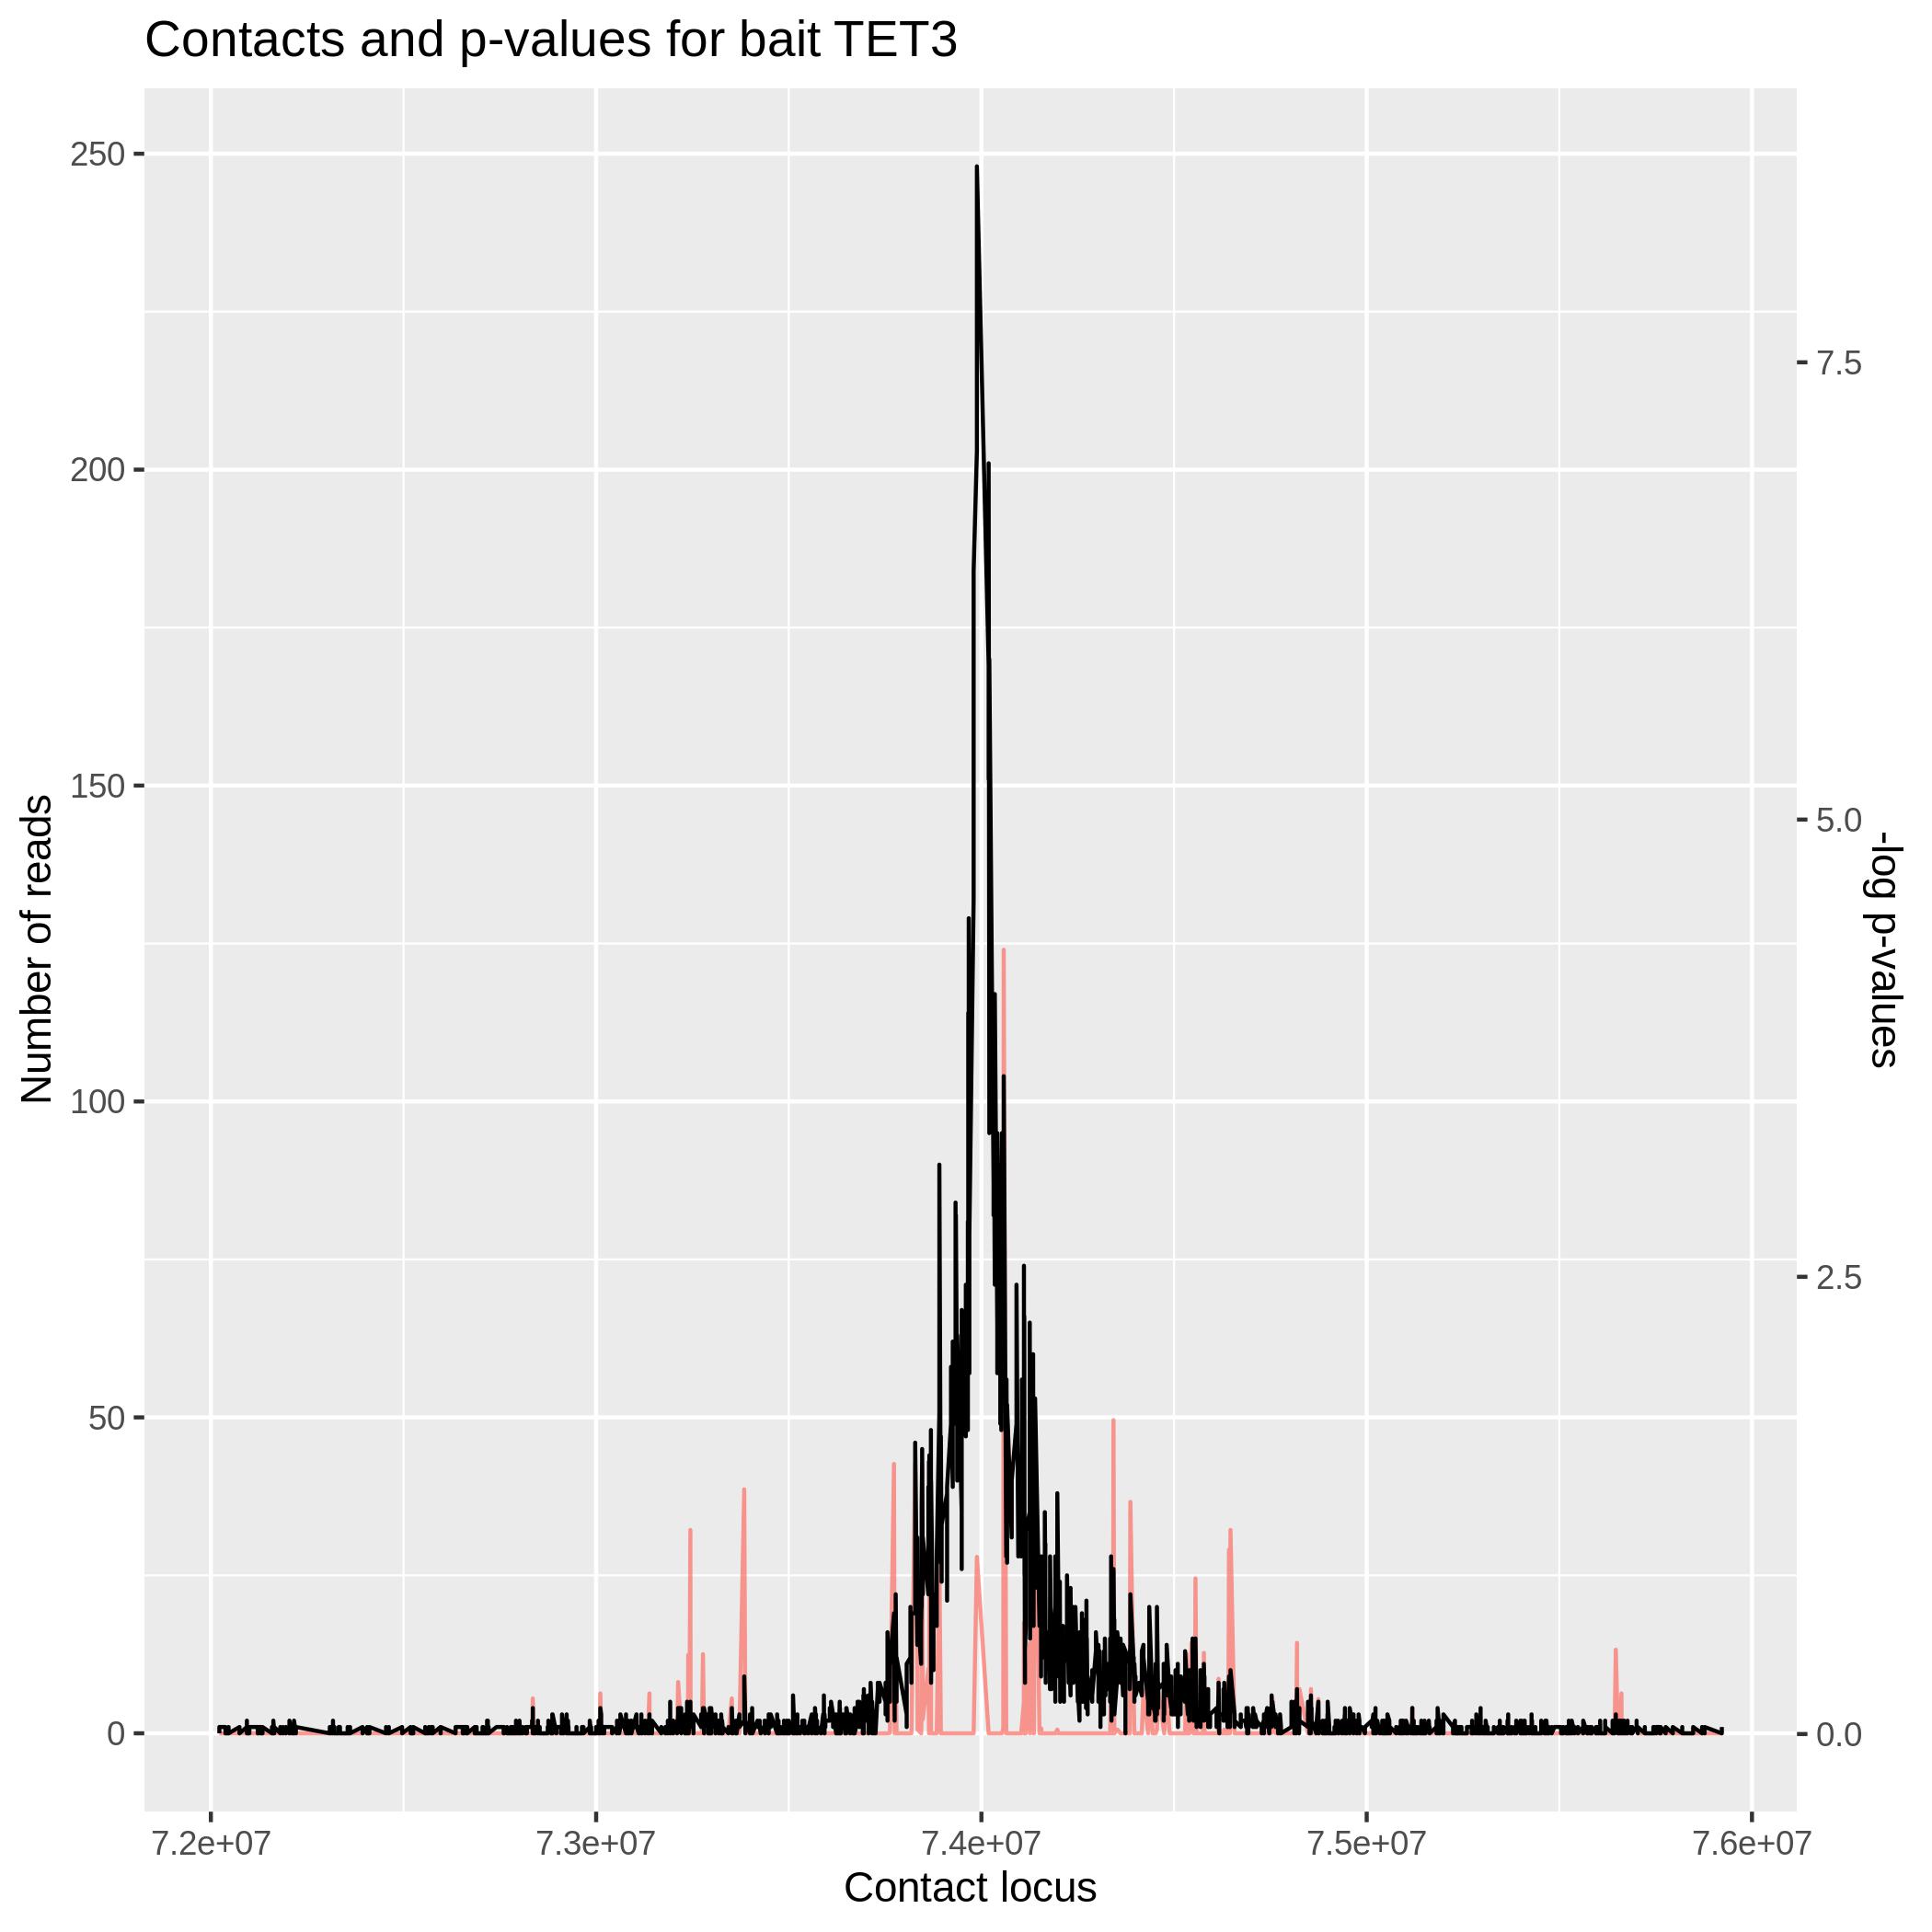 Contacts and p-values for bait TET3
250
200
150
100
50
0
Number of reads
7.5
5.0
2.5
0.0
-log p-values
7.2e+07
7.3e+07
7.4e+07
7.5e+07
7.6e+07
Contact locus